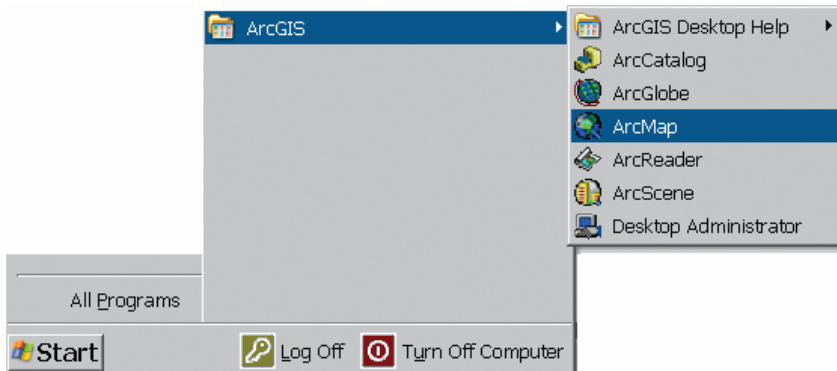 ArcGIS
ArcGIS Desktop Help
ArcCatalog
ArcGlobe
ArcMap
ArcReader
ArcScene
Desktop Administrator
All Programs
Start
Log Off
Turn Off Computer